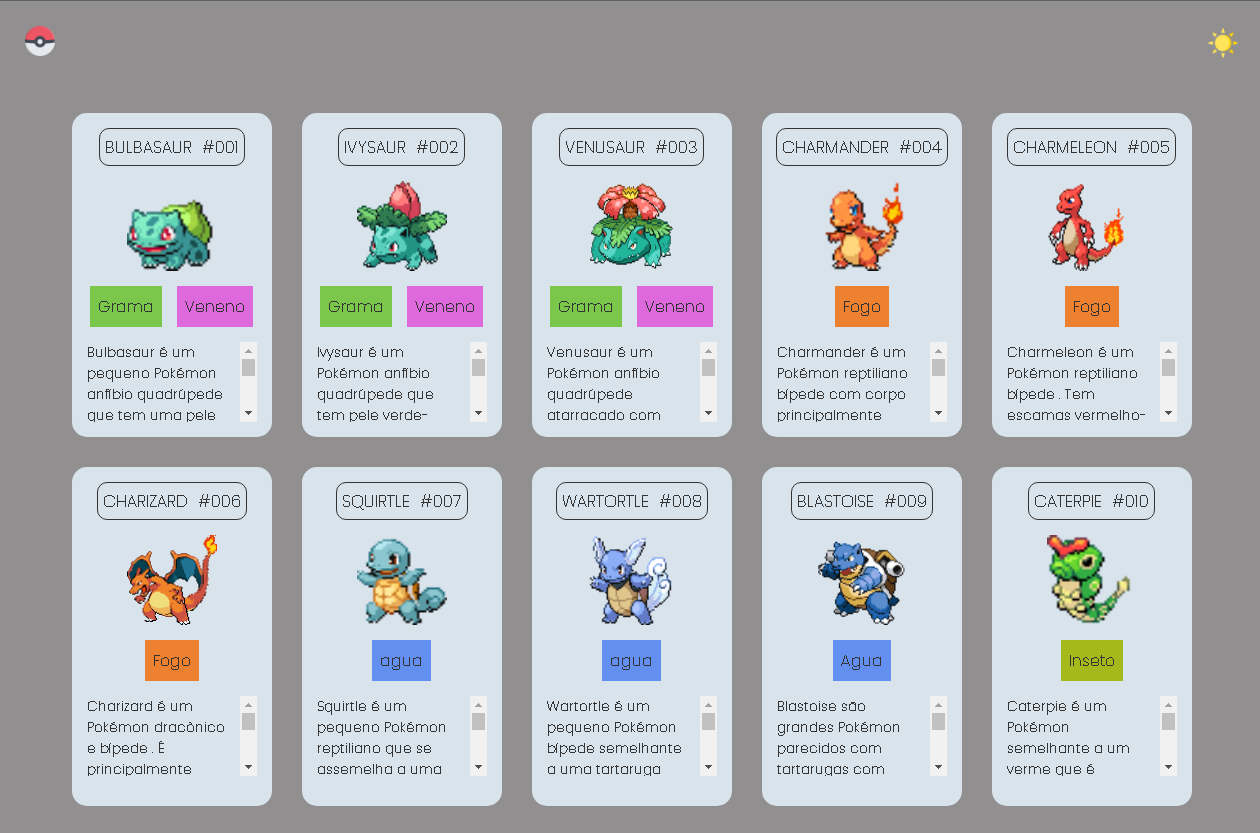 BULBASAUR #001
Grama Veneno
Bulbasaur é um
pequeno Pokémon
anfíbio quadrúpede
que tem uma pele
IVYSAUR #002
Grama Veneno
Ivysaur é um
Pokémon anfíbio
quadrúpede que
tem pele verde-
VENUSAUR #003
Grama Veneno
Venusaur é um
Pokémon anfíbio
quadrúpede
atarracado com
CHARMANDER #004
Fogo
Charmander é um
Pokémon reptiliano
bípede com corpo
principalmente
CHARMELEON #005
Fogo
Charmeleon é um
Pokémon reptiliano
bípede . Tem
escamas vermelho-
CHARIZARD #006
Fogo
Charizard é um
Pokémon dracônico
e bípede . É
principalmente
SQUIRTLE #007
agua
Squirtle é um
pequeno Pokémon
reptiliano que se
assemelha a uma
WARTORTLE #008
agua
Wartortle é um
pequeno Pokémon
bípede semelhante
a uma tartaruga
BLASTOISE #009
Agua
Blastoise são
grandes Pokémon
parecidos com
tartarugas com
CATERPIE #010
Inseto
Caterpie é um
Pokémon
semelhante a um
verme que é